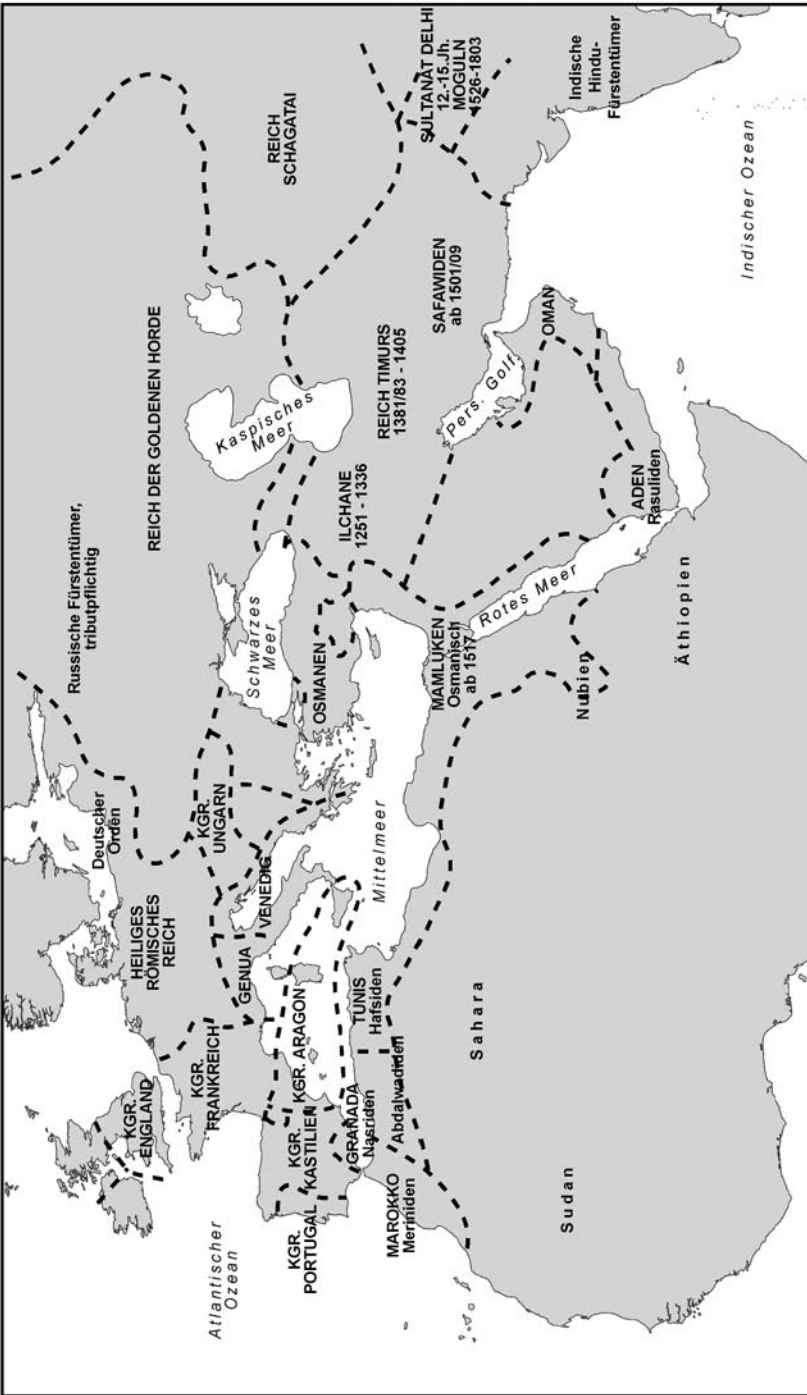 Russische Fürstentümer,
tributpflichtig
REICH DER GOLDENEN HORDE
REICH
SCHAGATAI
SULTANAT DELHI
12.-15.Jh.
MOGULN
1526-1803
Indische
Hindu-
Fürstentümer
Deutscher
Orden
HEILIGES
RÖMISCHES
REICH
KGR.
ENGLAND
KGR.
FRANKREICH
KGR.
UNGARN
GENUA
VENEDIG
Schwarzes
Meer
Kaspisches
Meer
OSMANEN
ILCHANE
1251 - 1336
REICH TIMURS
1381/83 - 1405
SAFAWIDEN
ab 1501/09
Atlantischer
Ozean
KGR.
PORTUGAL
KGR.
KASTILIEN
KGR. ARAGON
GRANADA
Nasriden
Mittelmeer
MAROKKO
Meriniden
Abdalwadiden
TUNIS
Hafsiden
MAMLUKEN
Osmanisch
ab 1517
Pers. Golf
OMAN
Rotes Meer
ADEN
Rasuliden
Indischer Ozean
Sahara
Sudan
Nubien
Äthiopien